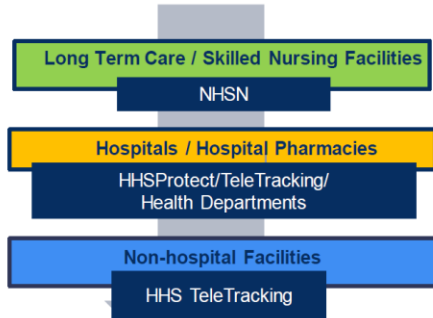 Long Term Care / Skilled Nursing Facilities
NHSN
Hospitals / Hospital Pharmacies
HHSProtect/TeleTracking/
Health Departments
Non-hospital Facilities
HHS TeleTracking